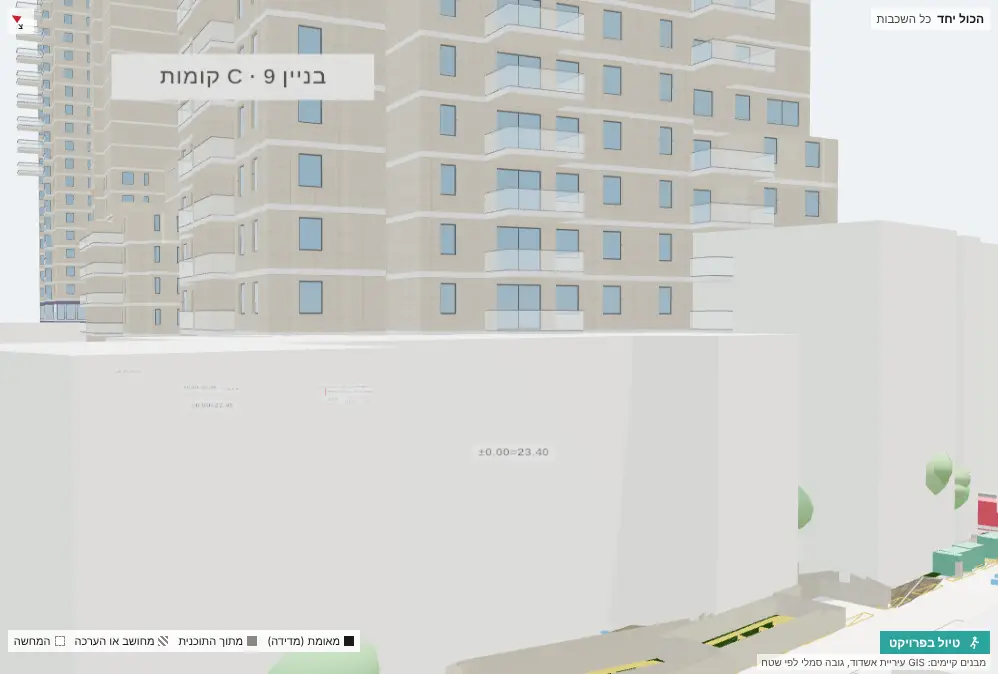 הכול יחד כל השכבות
צ
בניין C · 9 קומות
±0.00=23.40
מאומת (מדידה) מתוך התוכנית מחושב או הערכה המחשה
טיול בפרויקט
מבנים קיימים: GIS עיריית אשדוד, גובה סמלי לפי שטח